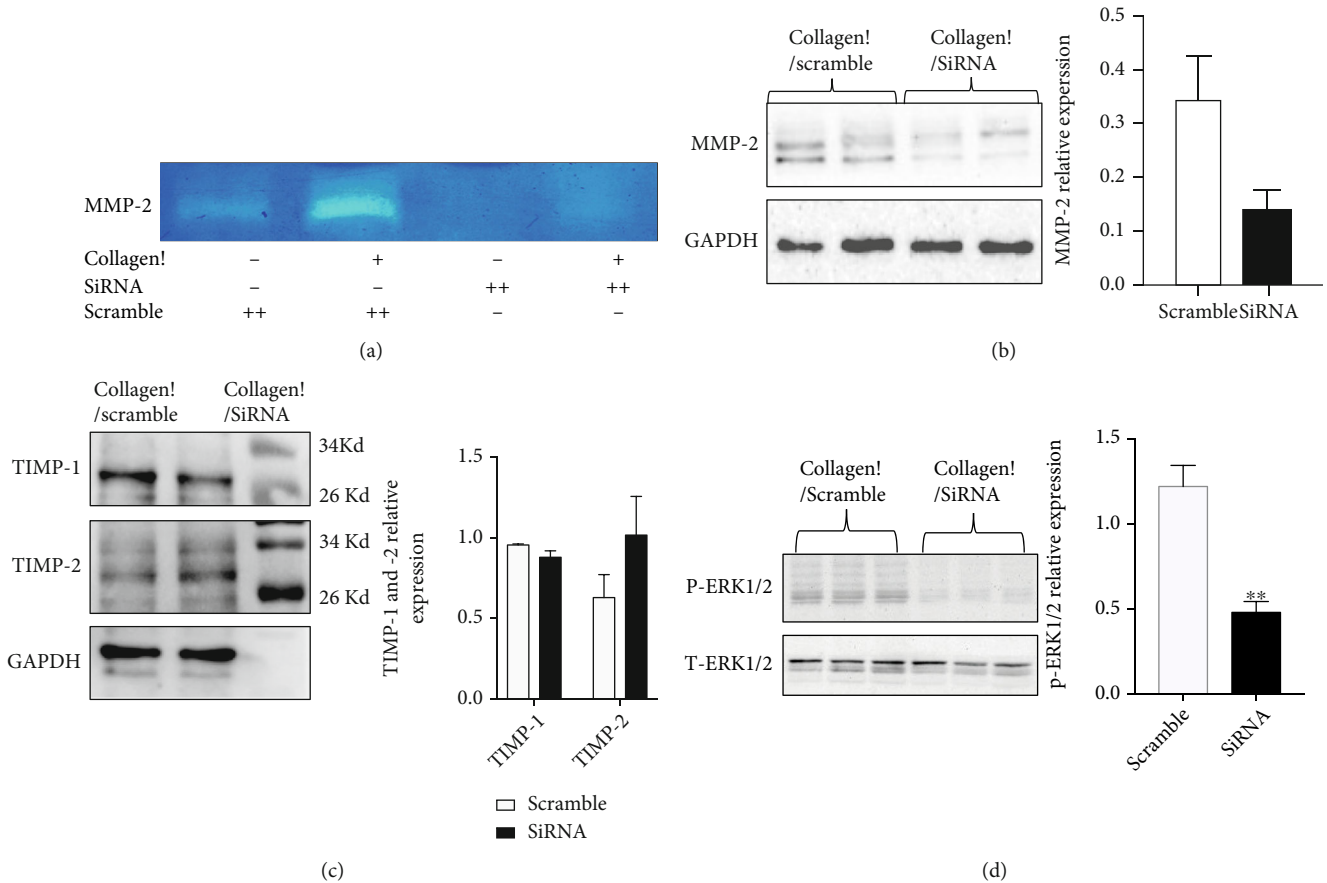 MMP-2
Collagen! – + – +
SiRNA – – ++ ++
Scramble ++ ++ – –
(a)
Collagen!
/scramble
Collagen!
/SiRNA
MMP-2
GAPDH
MMP-2 relative experssion
0.5
0.4
0.3
0.2
0.1
0.0
Scramble SiRNA
(b)
Collagen!
/scramble
Collagen!
/SiRNA
TIMP-1
34Kd
26 Kd
TIMP-2
34 Kd
26 Kd
GAPDH
TIMP-1 and -2 relative
expression
1.5
1.0
0.5
0.0
TIMP-1
TIMP-2
Scramble
SiRNA
(c)
Collagen!
/Scramble
Collagen!
/SiRNA
P-ERK1/2
T-ERK1/2
p-ERK1/2 relative expression
1.5
1.0
0.5
0.0
**
Scramble
SiRNA
(d)